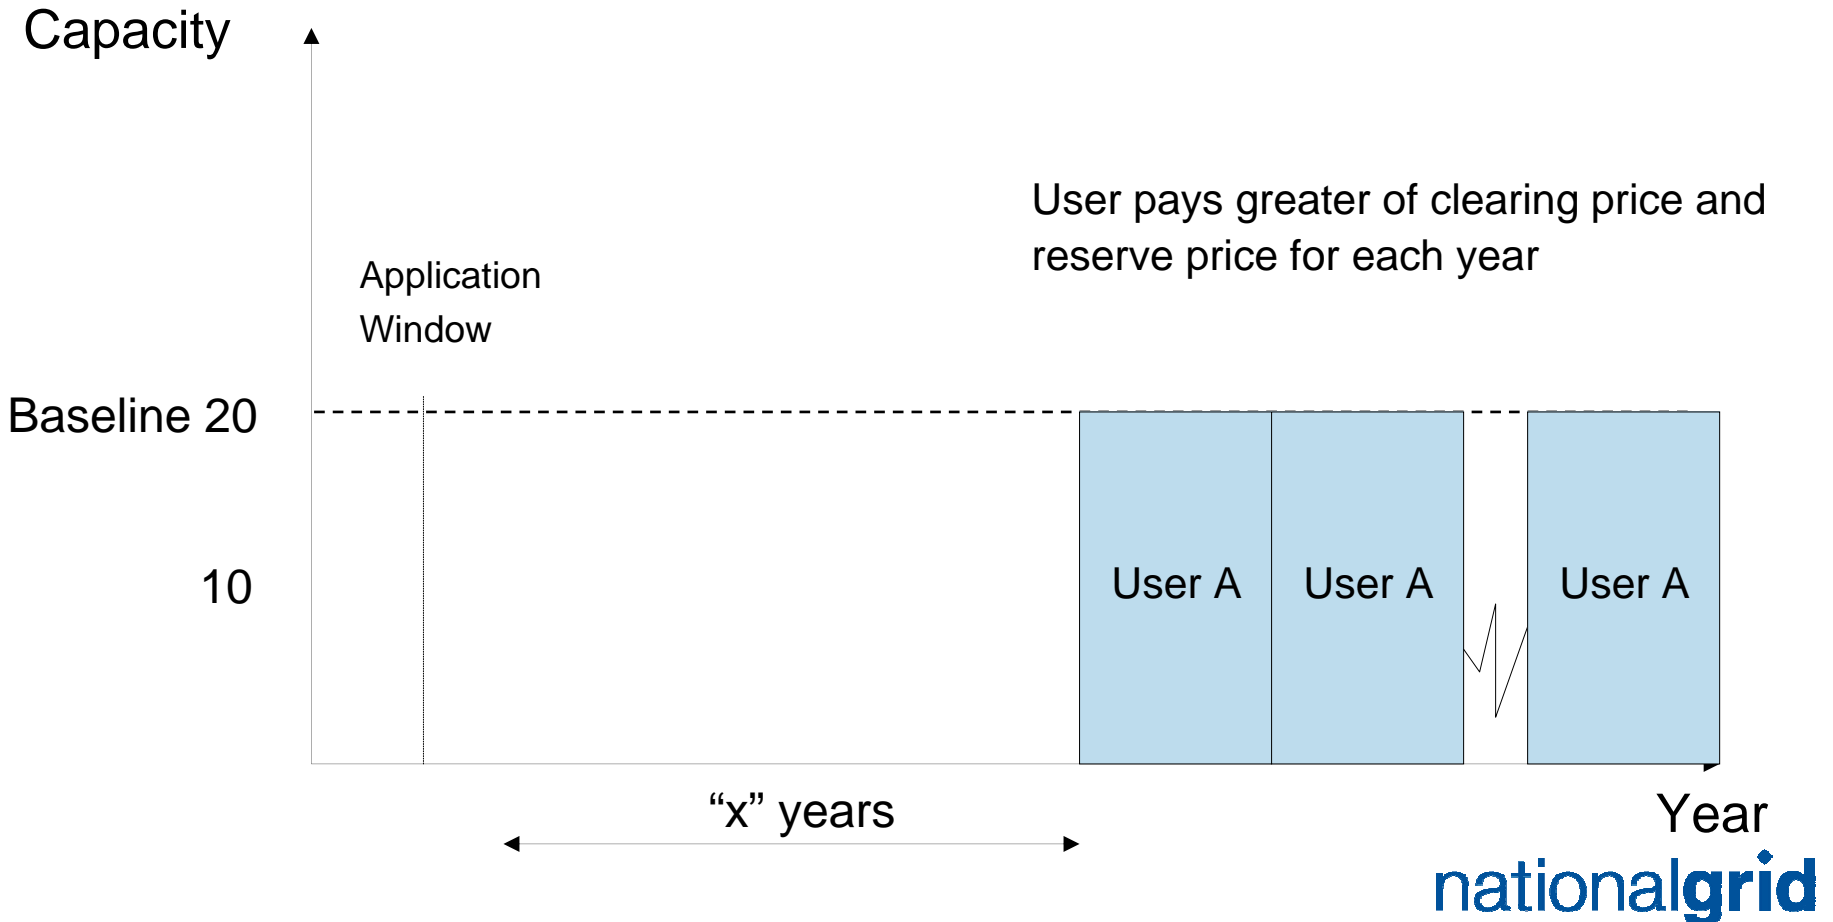 Capacity
User pays greater of clearing price and
reserve price for each year
Application
Window
Baseline 20
10
User A
User A
User A
“x” years
Year
nationalgrid